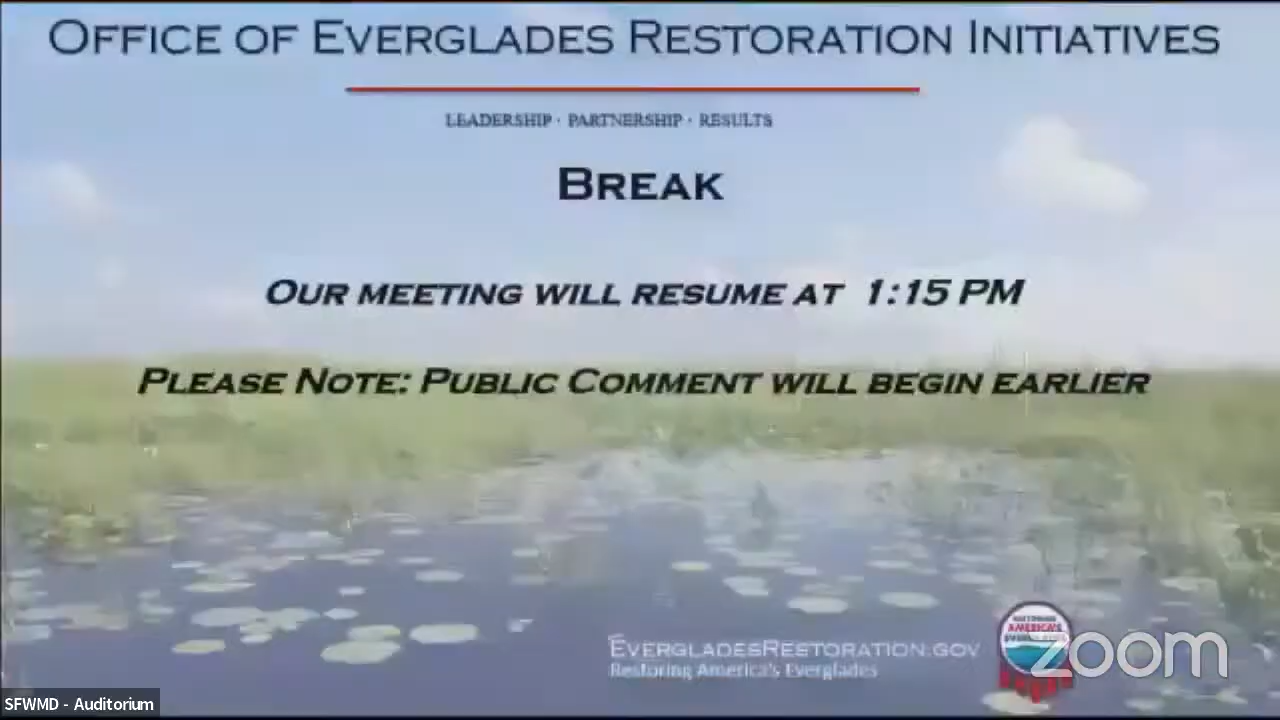 OFFICE OF EVERGLADES RESTORATION INITIATIVES
LEADERSHIP · PARTNERSHIP · RESULTS
BREAK
OUR MEETING WILL RESUME AT 1:15 PM
PLEASE NOTE: PUBLIC COMMENT WILL BEGIN EARLIER
EVERGLADESRESTORATION.GOV
Restoring America's Everglades
AMERICA'S
zoom
SFWMD - Auditorium